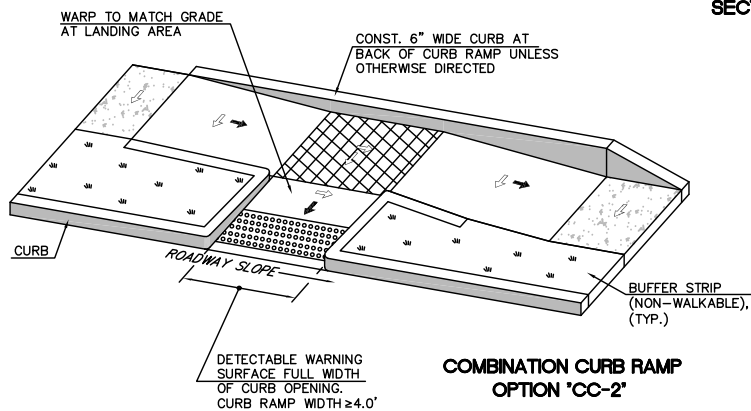 SECT
WARP TO MATCH GRADE
AT LANDING AREA
CONST. 6" WIDE CURB AT
BACK OF CURB RAMP UNLESS
OTHERWISE DIRECTED
CURB
ROADWAY SLOPE
BUFFER STRIP
(NON-WALKABLE),
(TYP.)
DETECTABLE WARNING
SURFACE FULL WIDTH
OF CURB OPENING.
CURB RAMP WIDTH ≥4.0'
COMBINATION CURB RAMP
OPTION 'CC-2'